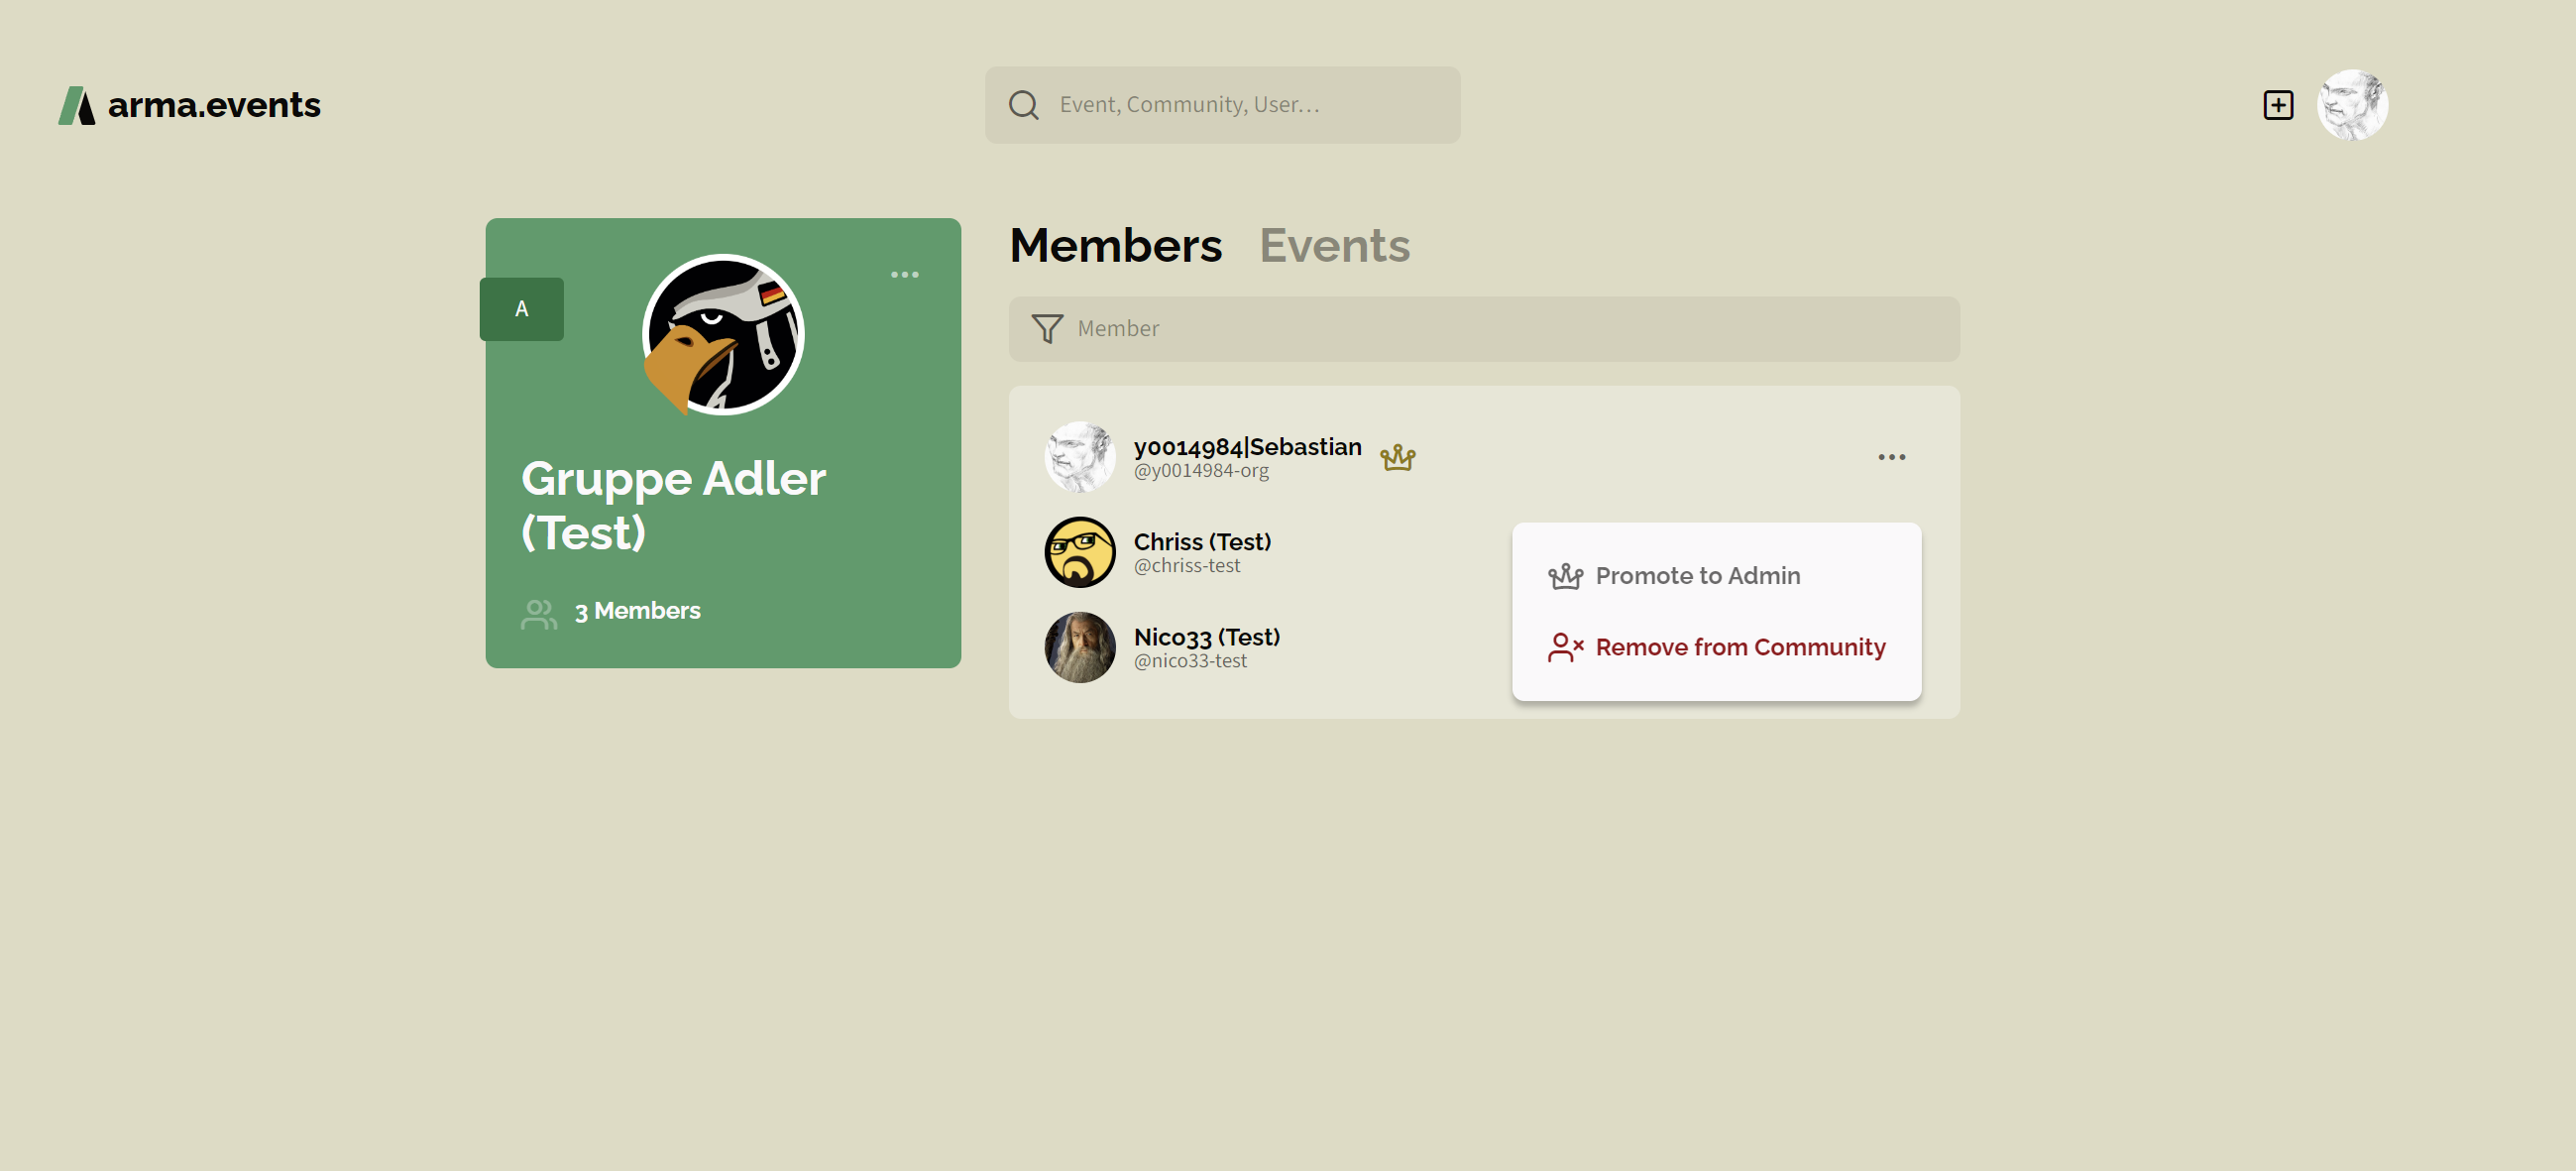 arma.events
Event, Community, User...
A
Gruppe Adler
(Test)
3 Members
Members Events
Member
y0014984|Sebastian
@y0014984-org
Chriss (Test)
@chriss-test
Nico33 (Test)
@nico33-test
Promote to Admin
Remove from Community